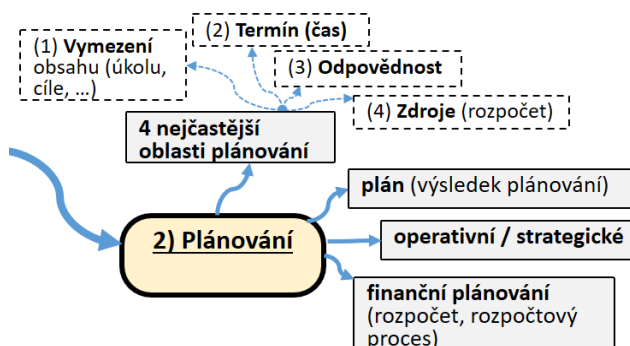 (1) Vymezení
obsahu (úkolu,
cíle, …)
(2) Termín (čas)
(3) Odpovědnost
(4) Zdroje (rozpočet)
4 nejčastější
oblasti plánování
plán (výsledek plánování)
2) Plánování
operativní / strategické
finanční plánování
(rozpočet, rozpočtový
proces)